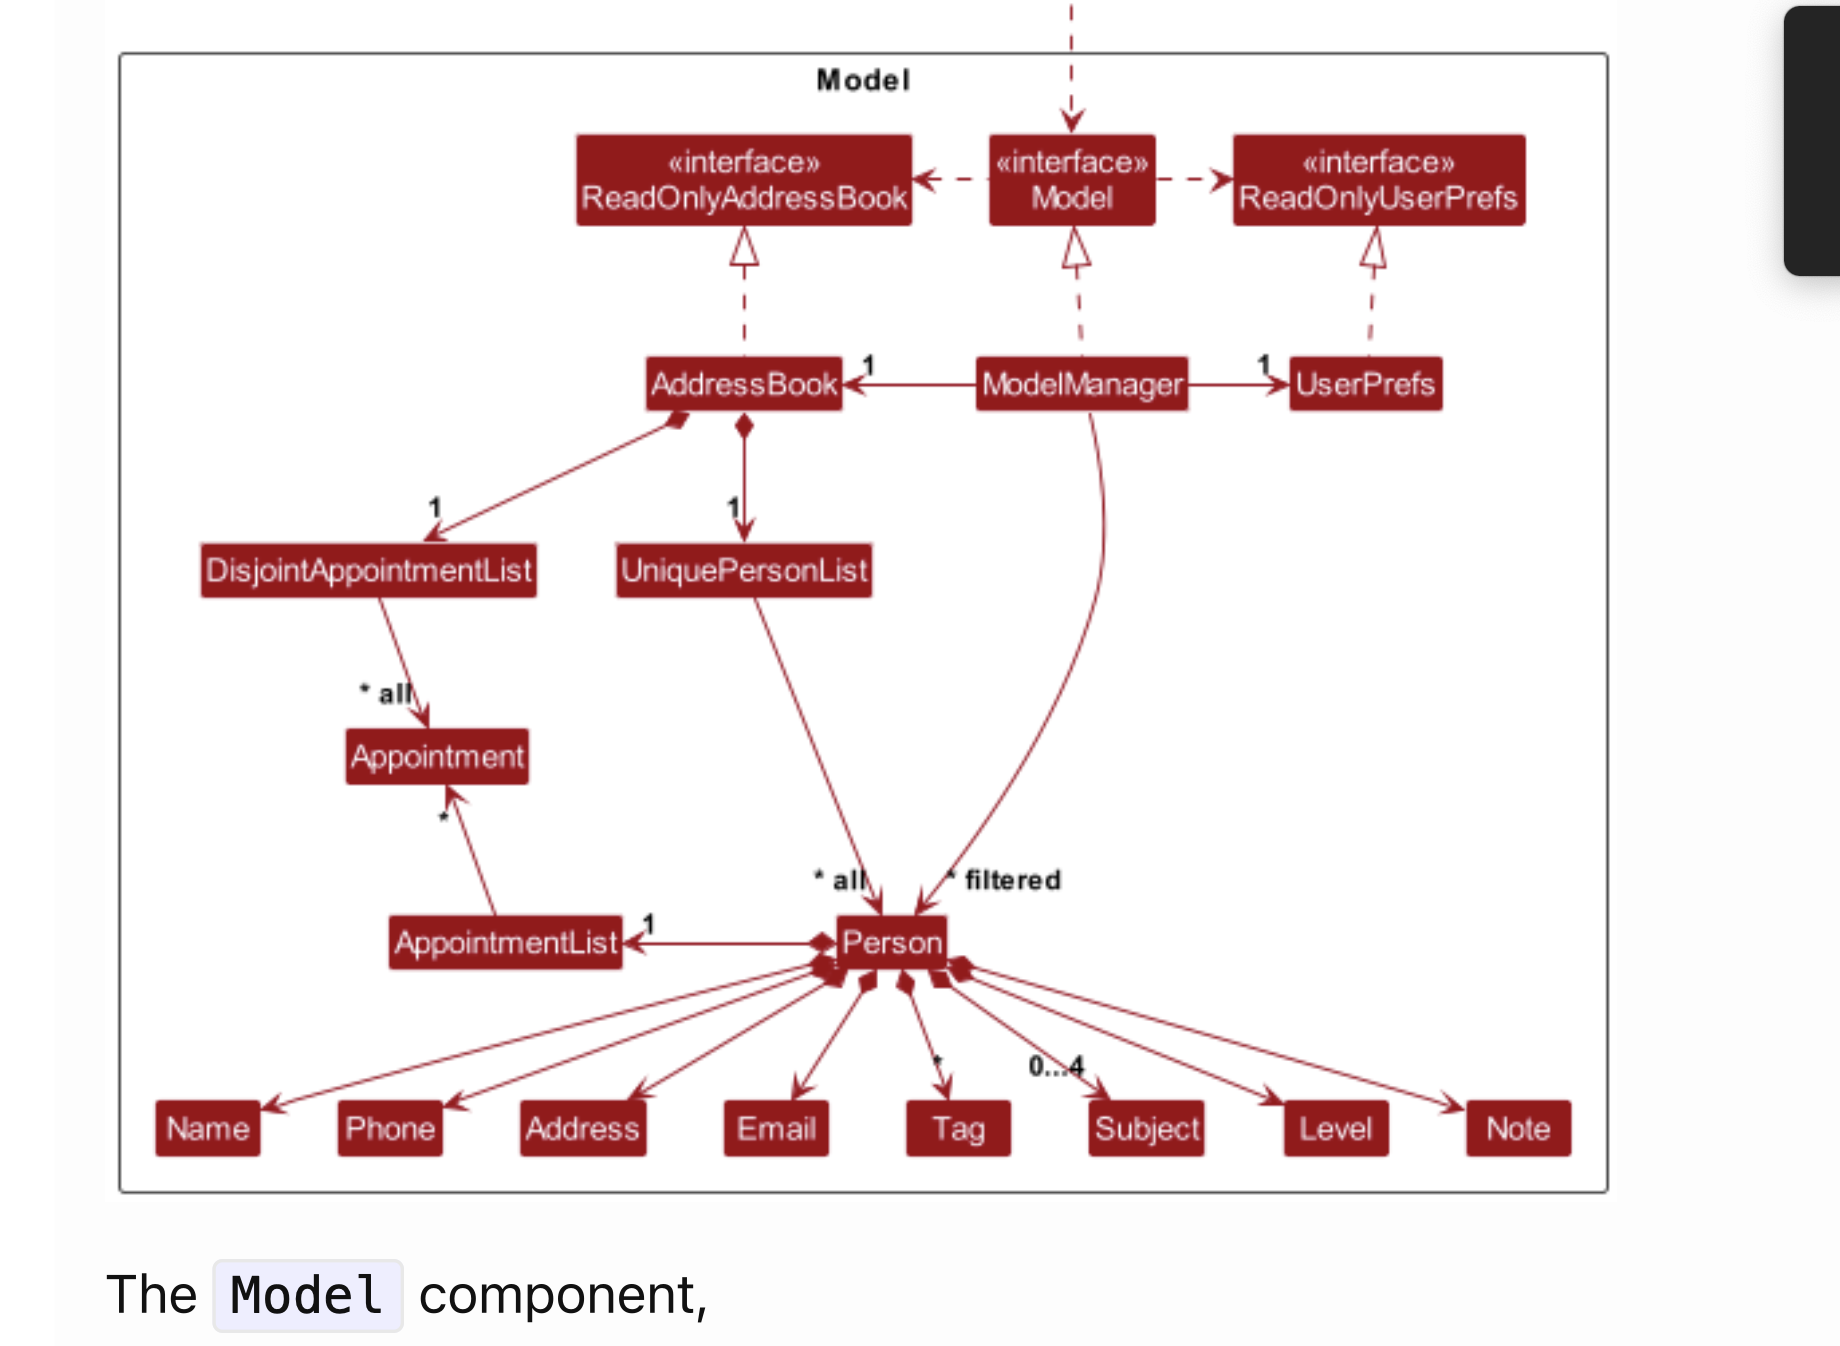 Model
«interface»
ReadOnlyAddressBook
«interface»
Model
«interface»
ReadOnlyUserPrefs
AddressBook
1
ModelManager
1
UserPrefs
1
1
DisjointAppointmentList
UniquePersonList
* all
Appointment
*
* all
* filtered
AppointmentList
1
Person
*
0...4
Name
Phone
Address
Email
Tag
Subject
Level
Note
The Model component,